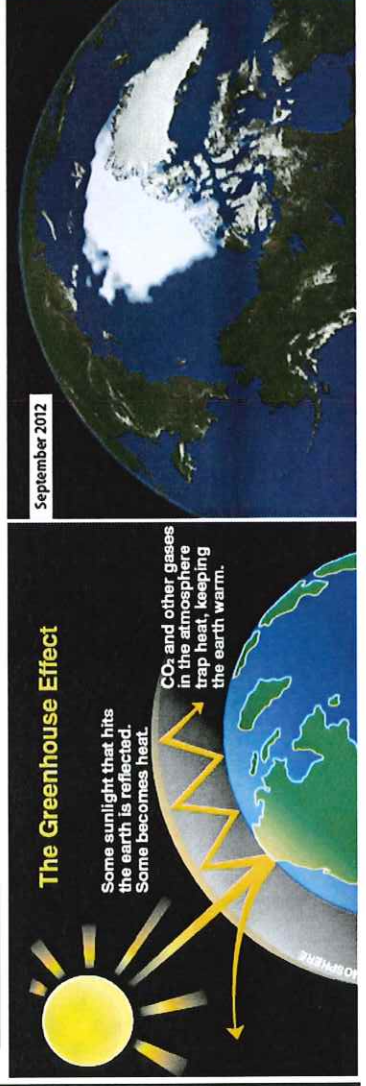 The Greenhouse Effect
Some sunlight that hits
the earth is reflected.
Some becomes heat.
CO₂ and other gases
in the atmosphere
trap heat, keeping
the earth warm.
MOSPHERE
September 2012